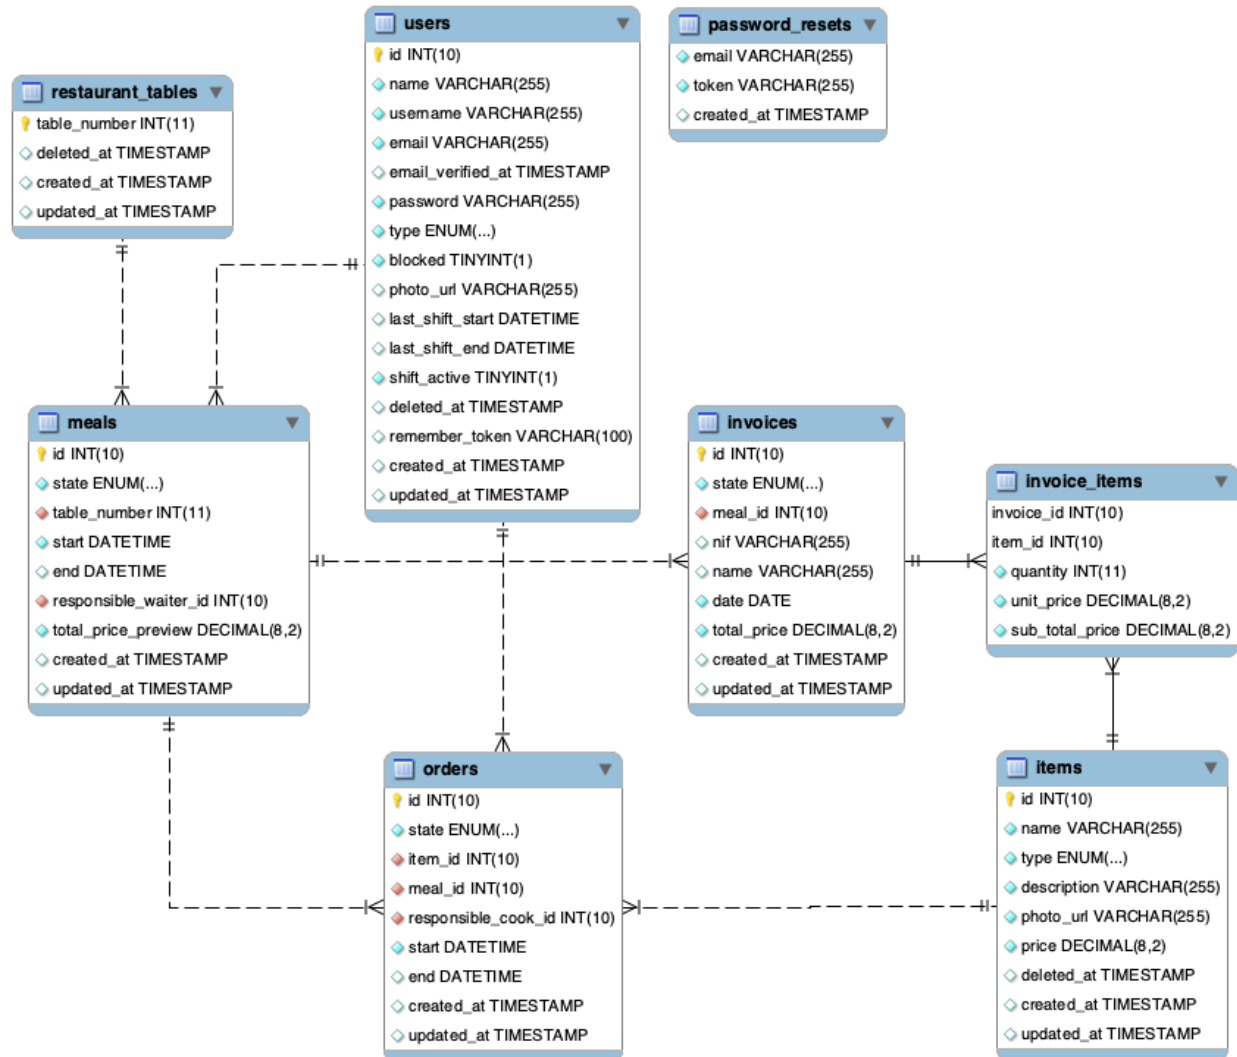 users
id INT(10)
name VARCHAR(255)
username VARCHAR(255)
email VARCHAR(255)
email_verified_at TIMESTAMP
password VARCHAR(255)
type ENUM(...)
blocked TINYINT(1)
photo_url VARCHAR(255)
last_shift_start DATETIME
last_shift_end DATETIME
shift_active TINYINT(1)
deleted_at TIMESTAMP
remember_token VARCHAR(100)
created_at TIMESTAMP
updated_at TIMESTAMP
password_resets
email VARCHAR(255)
token VARCHAR(255)
created_at TIMESTAMP
restaurant_tables
table_number INT(11)
deleted_at TIMESTAMP
created_at TIMESTAMP
updated_at TIMESTAMP
meals
id INT(10)
state ENUM(...)
table_number INT(11)
start DATETIME
end DATETIME
responsible_waiter_id INT(10)
total_price_preview DECIMAL(8,2)
created_at TIMESTAMP
updated_at TIMESTAMP
invoices
id INT(10)
state ENUM(...)
meal_id INT(10)
nif VARCHAR(255)
name VARCHAR(255)
date DATE
total_price DECIMAL(8,2)
created_at TIMESTAMP
updated_at TIMESTAMP
invoice_items
invoice_id INT(10)
item_id INT(10)
quantity INT(11)
unit_price DECIMAL(8,2)
sub_total_price DECIMAL(8,2)
orders
id INT(10)
state ENUM(...)
item_id INT(10)
meal_id INT(10)
responsible_cook_id INT(10)
start DATETIME
end DATETIME
created_at TIMESTAMP
updated_at TIMESTAMP
items
id INT(10)
name VARCHAR(255)
type ENUM(...)
description VARCHAR(255)
photo_url VARCHAR(255)
price DECIMAL(8,2)
deleted_at TIMESTAMP
created_at TIMESTAMP
updated_at TIMESTAMP